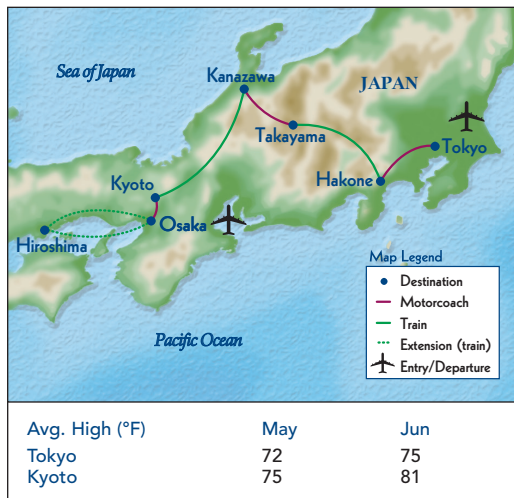 Sea of Japan
Kanazawa
JAPAN
Takayama
Tokyo
Kyoto
Hakone
Osaka
Hiroshima
Map Legend
Destination
Motorcoach
Train
Extension (train)
Entry/Departure
Pacific Ocean
Avg. High (°F) May Jun
Tokyo 72 75
Kyoto 75 81